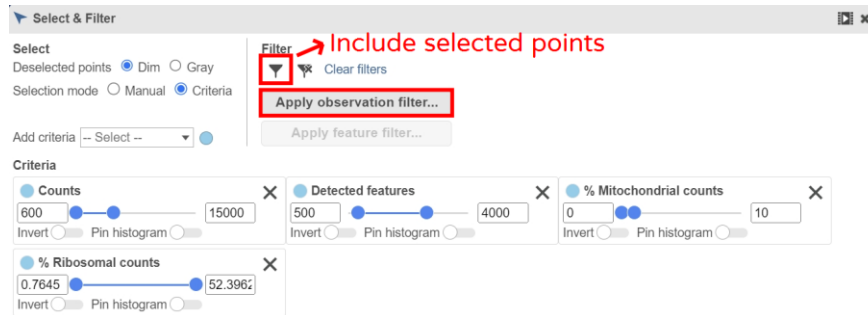 Select & Filter
Select
Filter
Include selected points
Deselected points Dim Gray
Clear filters
Selection mode Manual Criteria
Apply observation filter...
Add criteria -- Select --
Apply feature filter...
Criteria
Counts
600 15000
Invert Pin histogram
Detected features
500 4000
Invert Pin histogram
% Mitochondrial counts
0 10
Invert Pin histogram
% Ribosomal counts
0.7645 52.3962
Invert Pin histogram